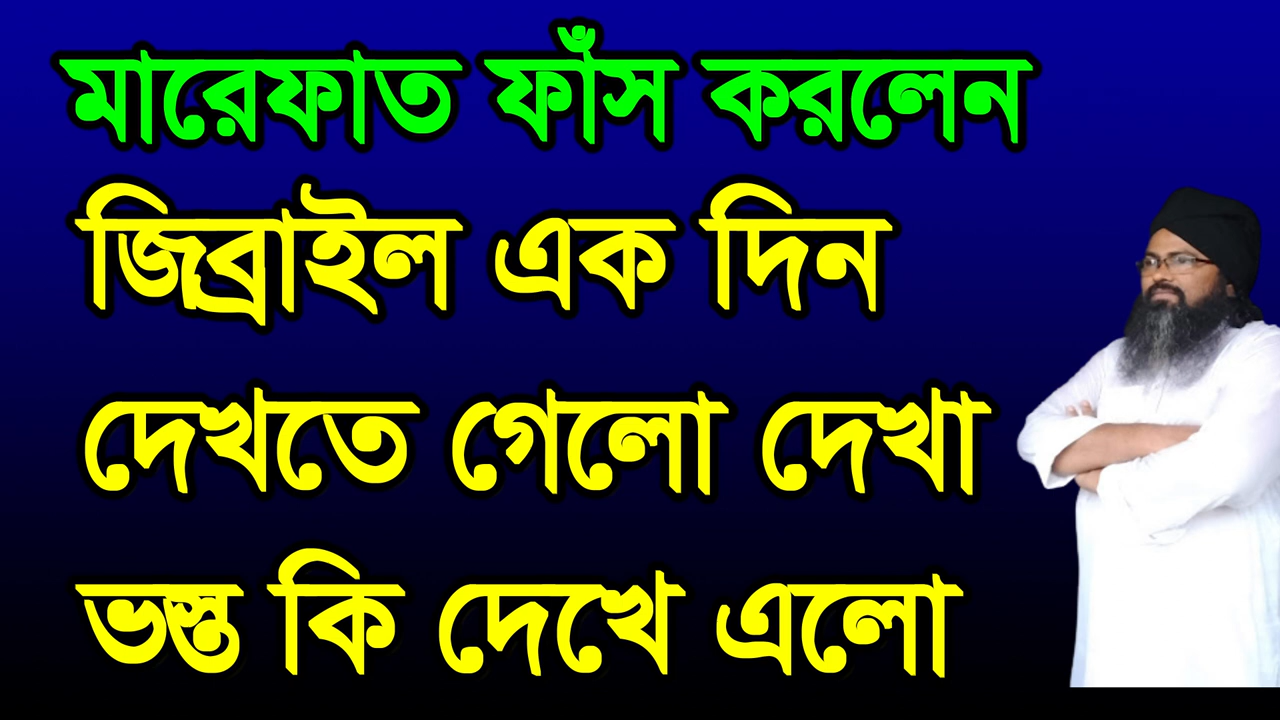 মারেফাত ফাঁস করলেন
জিব্রাইল এক দিন
দেখতে গেলো দেখা
ভস্ত কি দেখে এলো